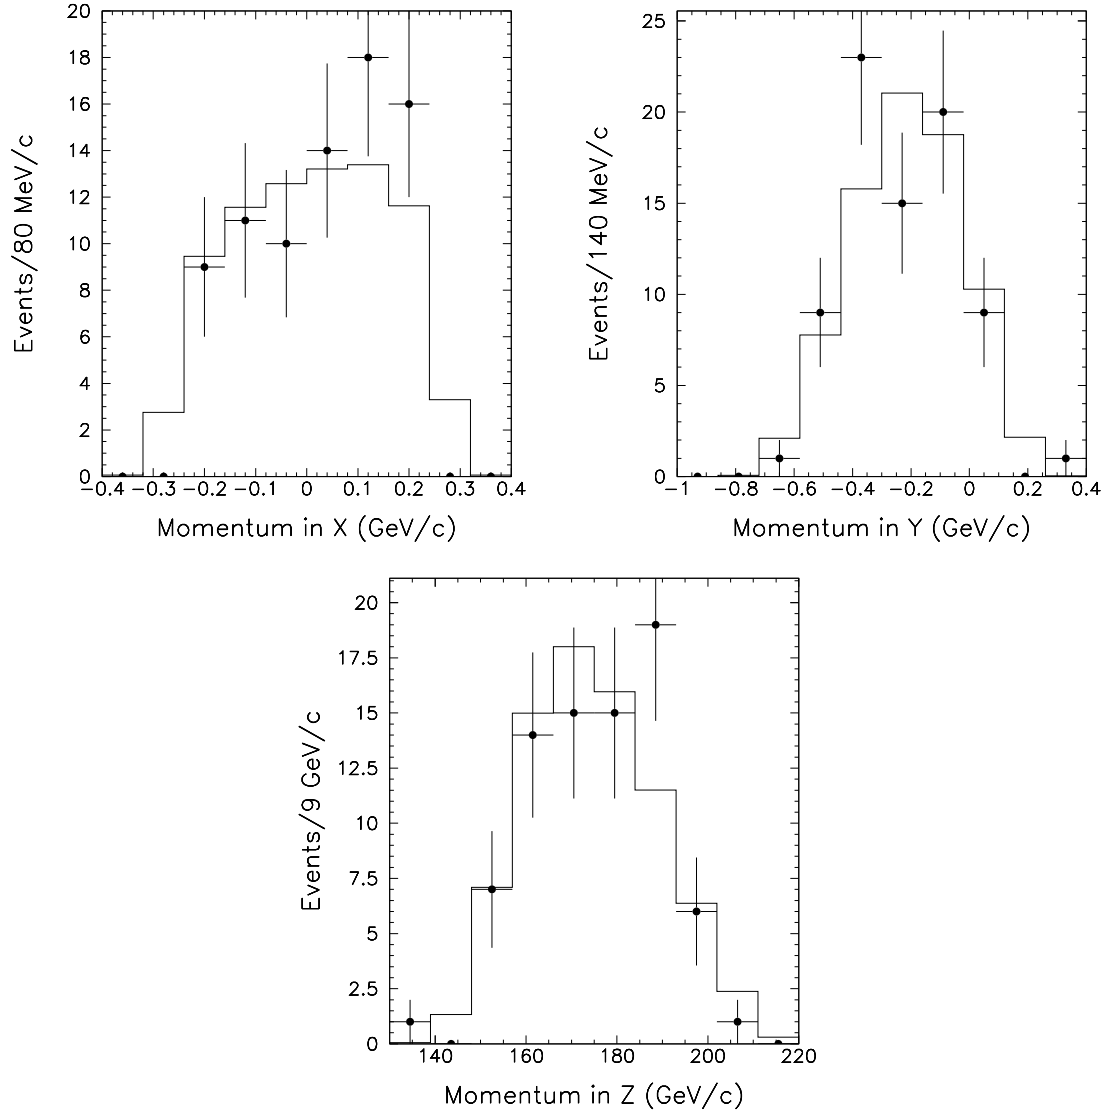 20
18
16
14
12
10
8
6
4
2
0
Events/80 MeV/c
−0.4 −0.3 −0.2 −0.1 0 0.1 0.2 0.3 0.4
Momentum in X (GeV/c)
25
20
15
10
5
0
Events/140 MeV/c
−1 −0.8 −0.6 −0.4 −0.2 0 0.2 0.4
Momentum in Y (GeV/c)
20
17.5
15
12.5
10
7.5
5
2.5
0
Events/9 GeV/c
140 160 180 200 220
Momentum in Z (GeV/c)